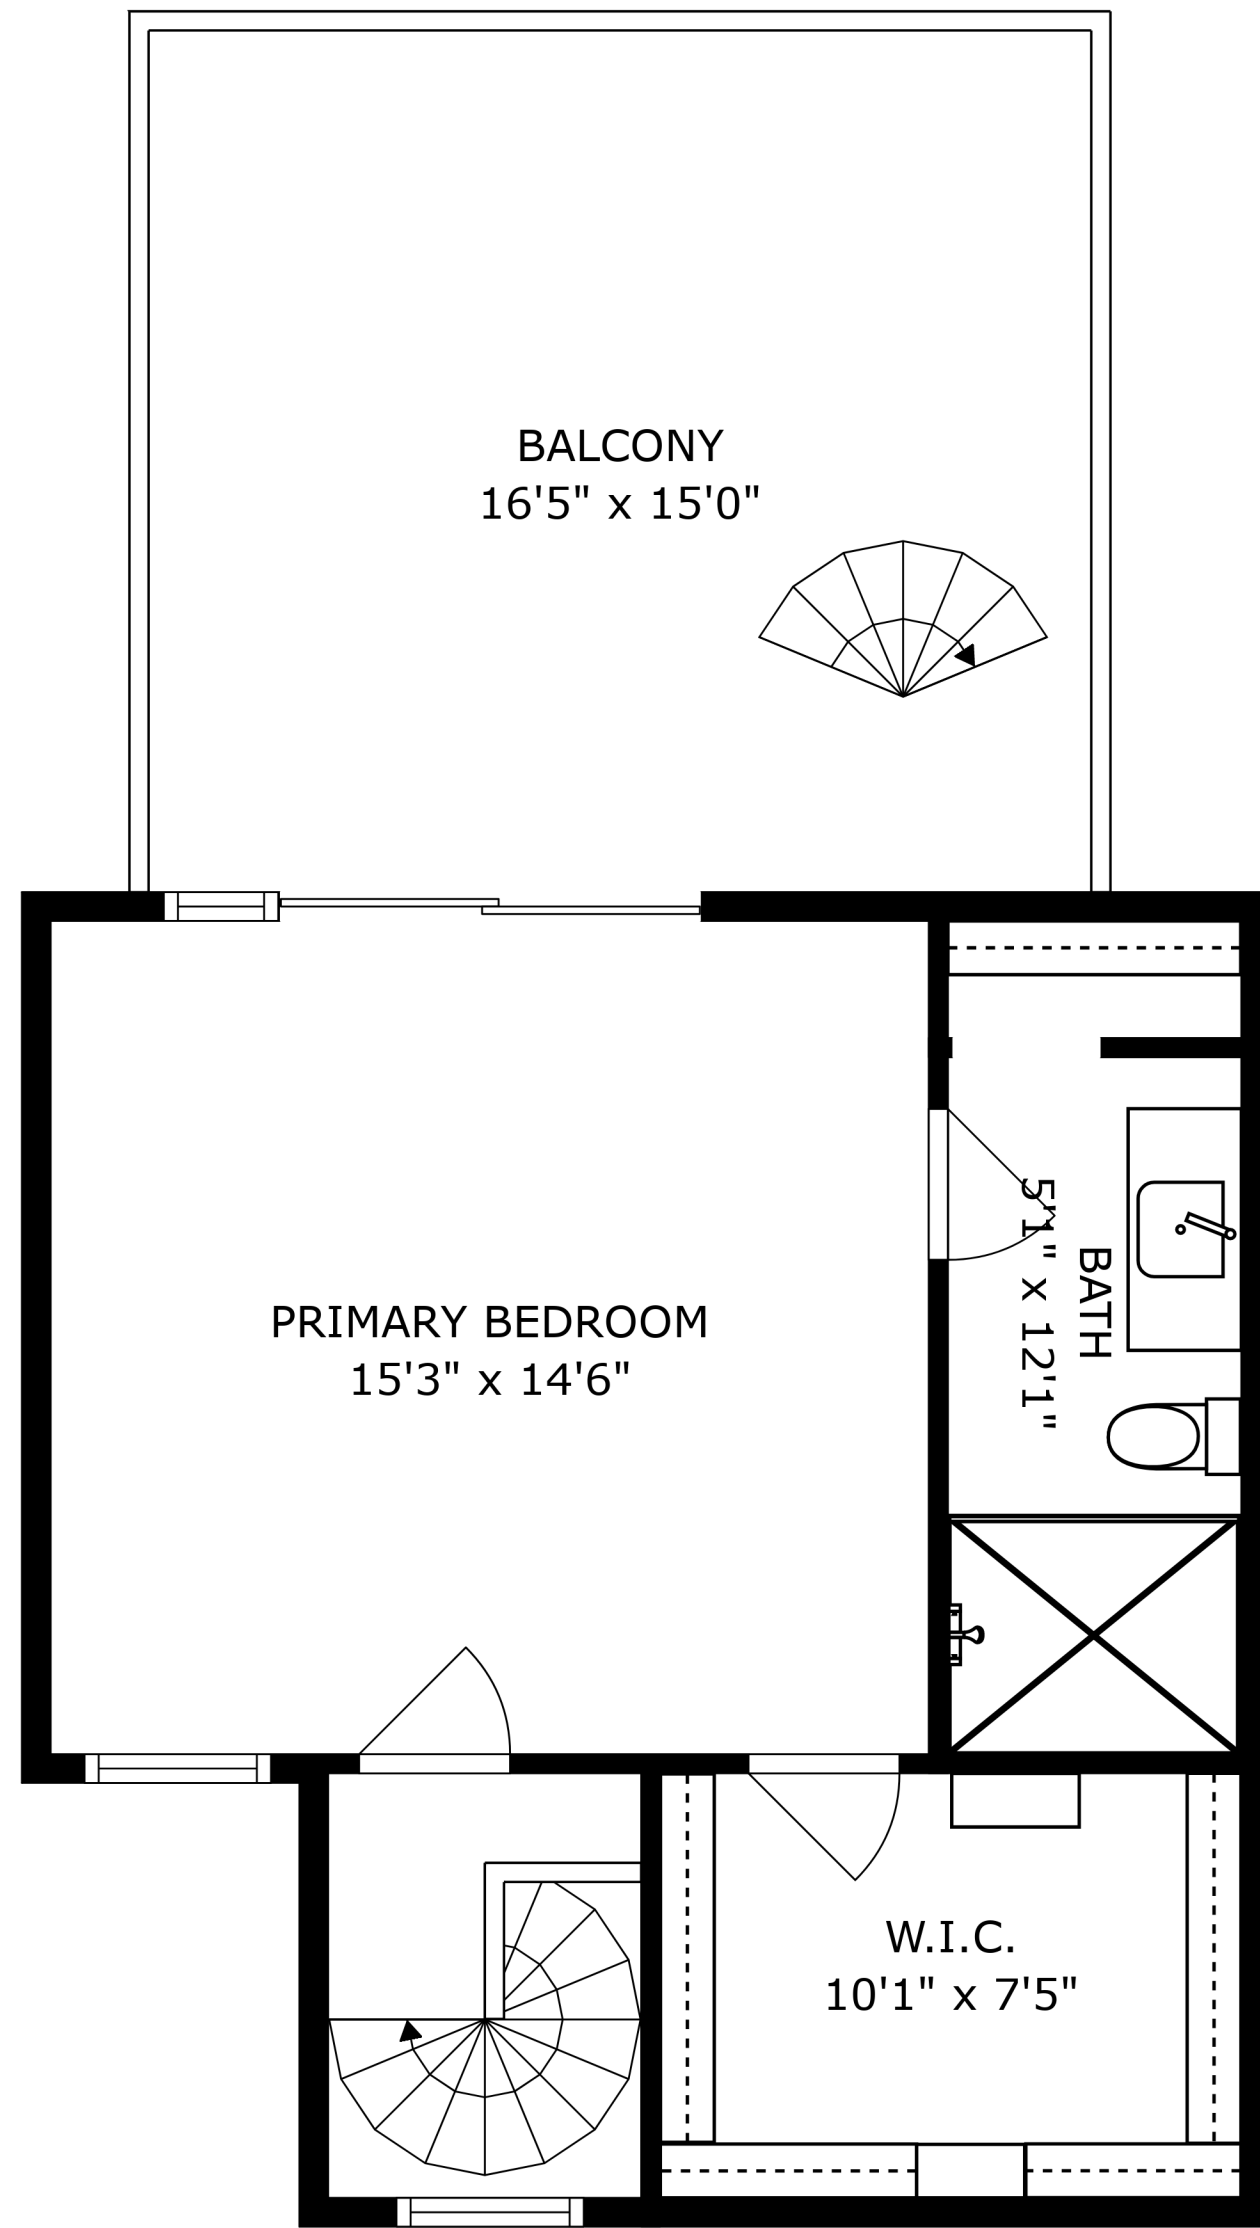 BALCONY
16'5" x 15'0"
PRIMARY BEDROOM
15'3" x 14'6"
BATH
5'1" x 12'1"
W.I.C.
10'1" x 7'5"